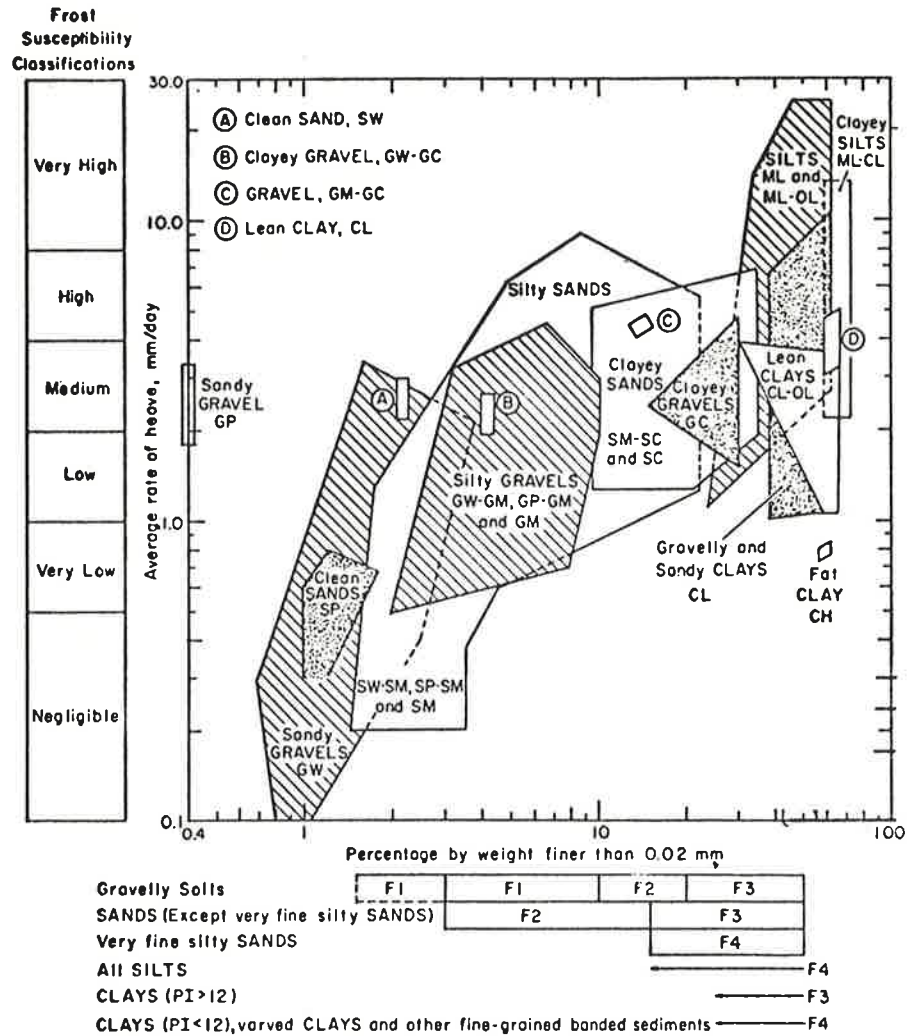 Frost
Susceptibility
Classifications
Very High
High
Medium
Low
Very Low
Negligible
Average rate of heave, mm/day
30.0
10.0
1.0
0.1
Ⓐ Clean SAND, SW
Ⓑ Clayey GRAVEL, GW-GC
Ⓒ GRAVEL, GM-GC
Ⓓ Lean CLAY, CL
Clayey
SILTS
ML-CL
SILTS
ML and
ML-OL
Silty SANDS
Ⓒ
Ⓓ
Sandy
GRAVEL
GP
Ⓐ
Ⓑ
Clayey
SANDS
SM-SC
and SC
Clayey
GRAVELS
GC
Lean
CLAYS
CL-OL
Silty GRAVELS
GW-GM, GP-GM
and GM
Clean
SANDS
SP
Gravelly and
Sandy CLAYS
CL
Fat
CLAY
CH
SW-SM, SP-SM
and SM
Sandy
GRAVELS
GW
0.4
1
10
100
Percentage by weight finer than 0.02 mm
Gravelly Soils F1 F1 F2 F3
SANDS (Except very fine silty SANDS) F2 F3
Very fine silty SANDS F4
All SILTS F4
CLAYS (PI>12) F3
CLAYS (PI<12), varved CLAYS and other fine-grained banded sediments F4